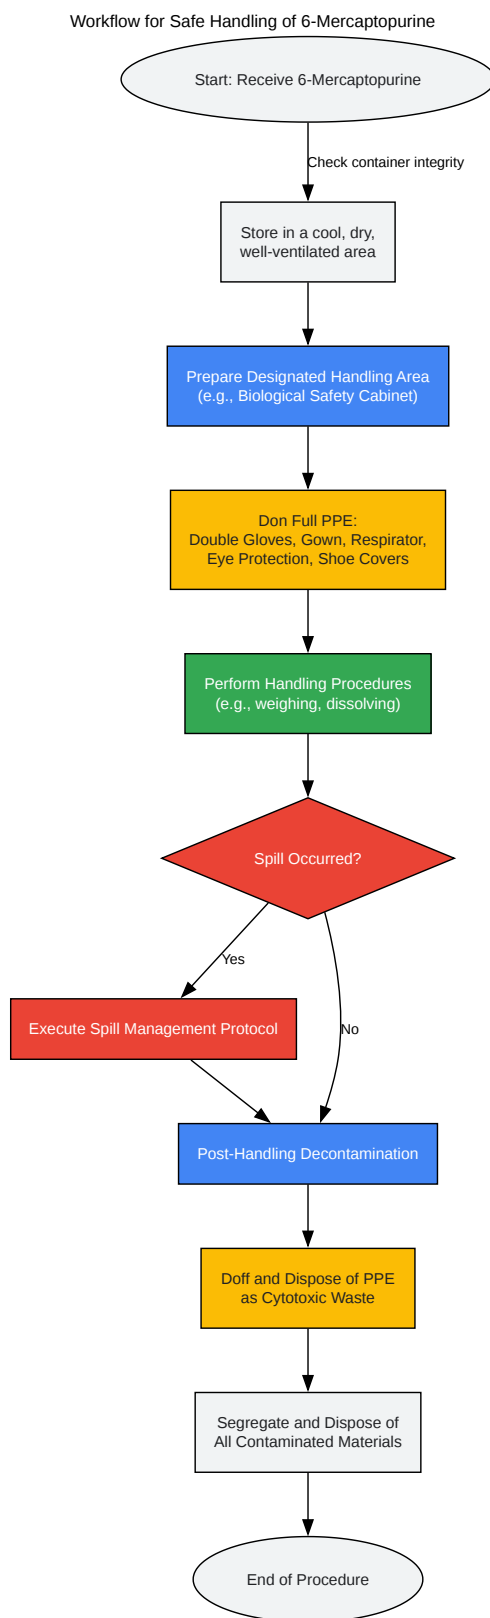 Workflow for Safe Handling of 6-Mercaptopurine
Start: Receive 6-Mercaptopurine
Check container integrity
Store in a cool, dry,
well-ventilated area
Prepare Designated Handling Area
(e.g., Biological Safety Cabinet)
Don Full PPE:
Double Gloves, Gown, Respirator,
Eye Protection, Shoe Covers
Perform Handling Procedures
(e.g., weighing, dissolving)
Spill Occurred?
Yes
Execute Spill Management Protocol
No
Post-Handling Decontamination
Doff and Dispose of PPE
as Cytotoxic Waste
Segregate and Dispose of
All Contaminated Materials
End of Procedure